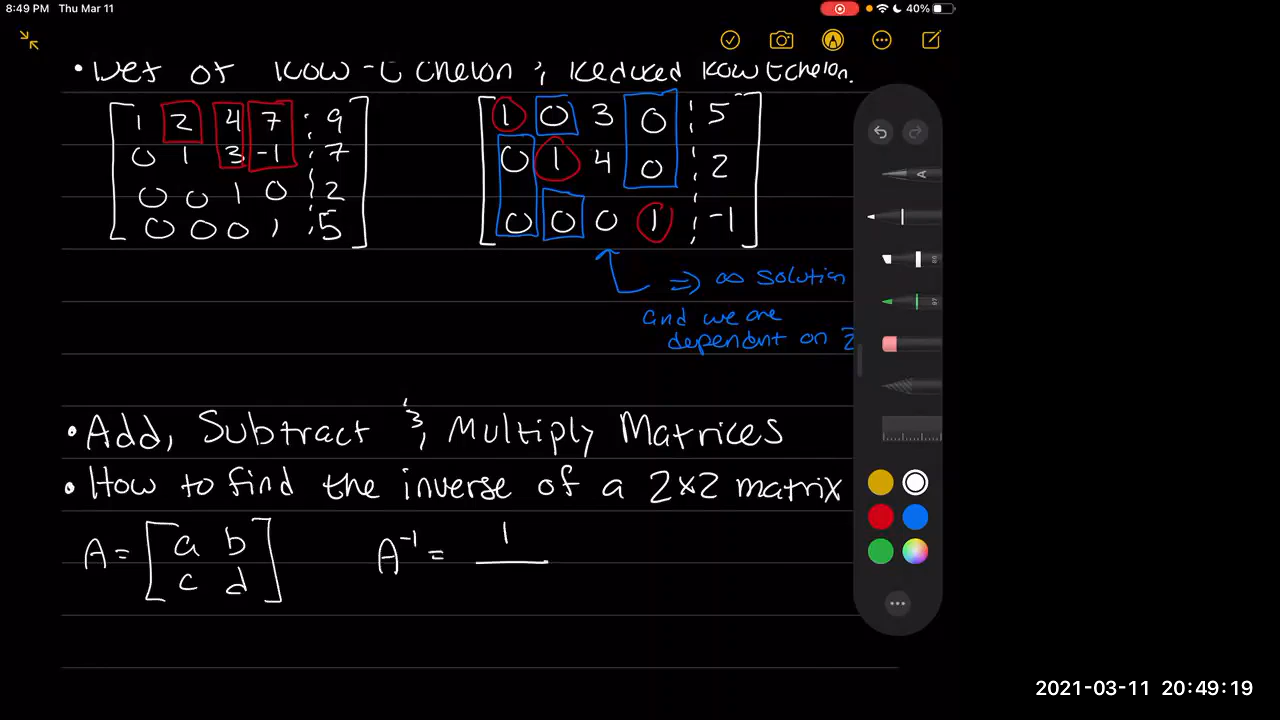 8:49 PM Thu Mar 11 40%
• Def of Row-Echelon & Reduced Row Echelon.
1 2 4 7 : 9
0 1 3 -1 : 7
0 0 1 0 : 2
0 0 0 1 : 5
1 0 3 0 : 5
0 1 4 0 : 2
0 0 0 1 : -1
⇒ ∞ solution
and we are
dependent on
• Add, Subtract & Multiply Matrices
• How to find the inverse of a 2×2 matrix
A = [a b
c d]
A⁻¹ = 1/
2021-03-11 20:49:19